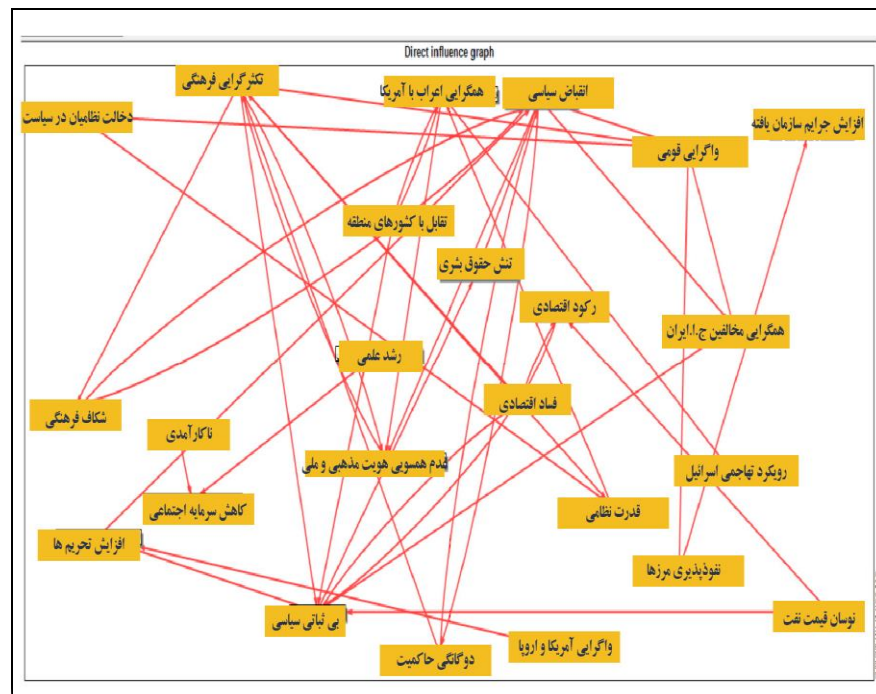 Direct influence graph
تکثرگرایی فرهنگی
همگرایی اعراب با آمریکا
انقباض سیاسی
دخالت نظامیان در سیاست
افزایش جرایم سازمان یافته
واگرایی قومی
تقابل با کشورهای منطقه
تنش حقوق بشری
رکود اقتصادی
همگرایی مخالفین ج.ا.ایران
رشد علمی
فساد اقتصادی
شکاف فرهنگی
ناکارآمدی
عدم همسویی هویت مذهبی و ملی
رویکرد تهاجمی اسرائیل
کاهش سرمایه اجتماعی
قدرت نظامی
افزایش تحریم ها
نفوذپذیری مرزها
بی ثباتی سیاسی
نوسان قیمت نفت
واگرایی آمریکا و اروپا
دوگانگی حاکمیت